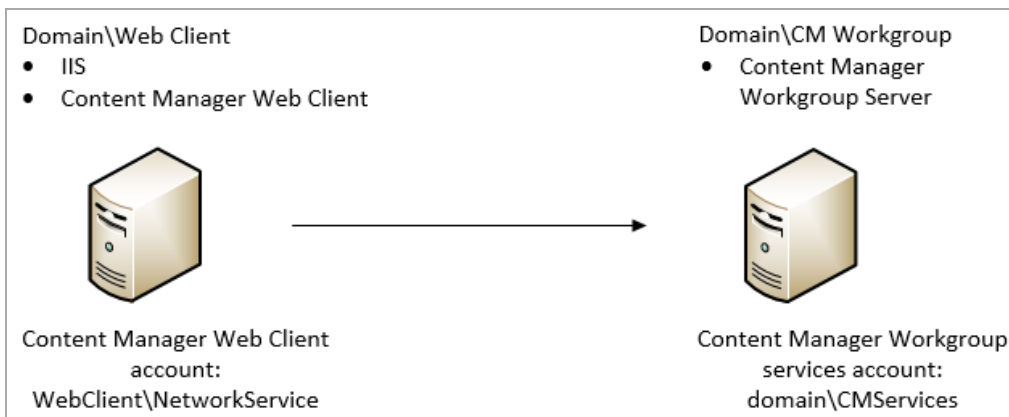 Domain\Web Client
• IIS
• Content Manager Web Client
Domain\CM Workgroup
• Content Manager
Workgroup Server
Content Manager Web Client
account:
WebClient\NetworkService
Content Manager Workgroup
services account:
domain\CMServices